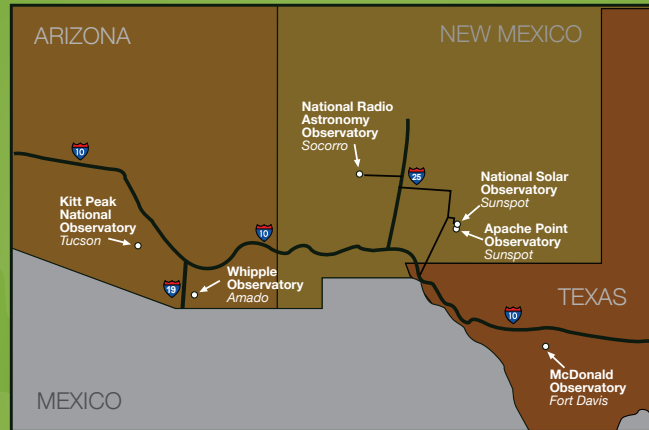 ARIZONA
NEW MEXICO
National Radio
Astronomy
Observatory
Socorro
10
25
National Solar
Observatory
Sunspot
Kitt Peak
National
Observatory
Tucson
10
Apache Point
Observatory
Sunspot
Whipple
Observatory
Amado
19
TEXAS
10
McDonald
Observatory
Fort Davis
MEXICO